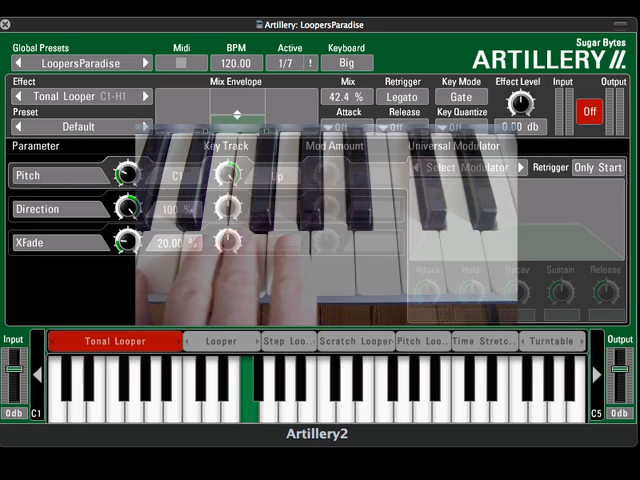 Artillery: LoopersParadise
Global Presets Midi BPM Active Keyboard Sugar Bytes
LoopersParadise 120.00 1/7 ! Big ARTILLERY II.
Effect Mix Envelope Mix Retrigger Key Mode Effect Level Input Output
Tonal Looper C1-H1 42.4 % Legato Gate Off
Preset Attack Release Key Quantize
Default Off Off Off 0.00 db
Parameter Key Track Mod Amount Universal Modulator
Pitch C1 Up Select Modulator Retrigger Only Start
Direction 100 %
XFade 20.00 %
Attack Hold Decay Sustain Release
Input Tonal Looper Looper Step Loo.. Scratch Looper Pitch Loo.. Time Stretc.. Turntable Output
0db C1 C5 0db
Artillery2